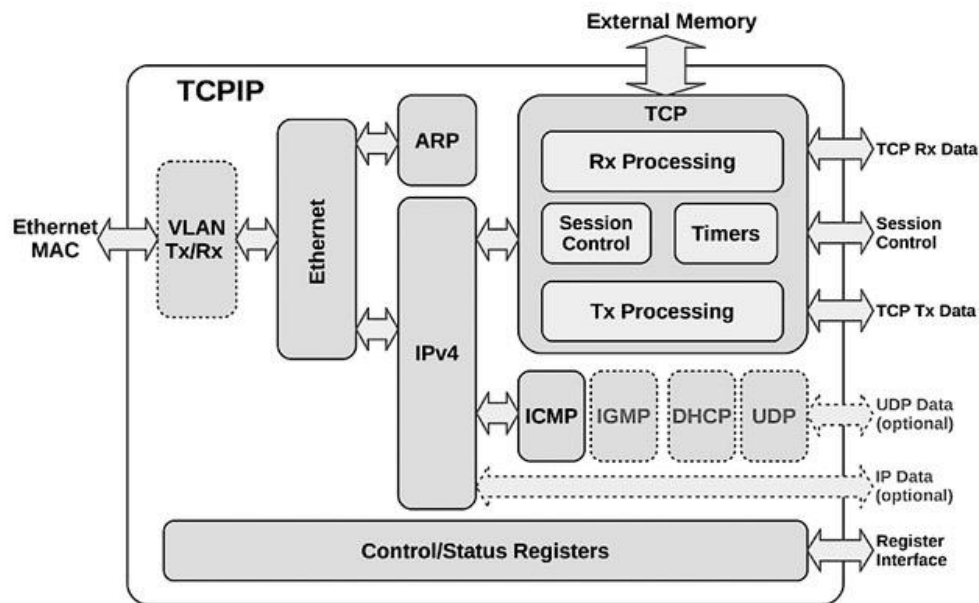 External Memory
TCPIP
TCP
ARP
Rx Processing
TCP Rx Data
Ethernet
MAC
VLAN
Tx/Rx
Ethernet
Session
Control
Timers
Session
Control
Tx Processing
TCP Tx Data
IPv4
ICMP
IGMP
DHCP
UDP
UDP Data
(optional)
IP Data
(optional)
Control/Status Registers
Register
Interface